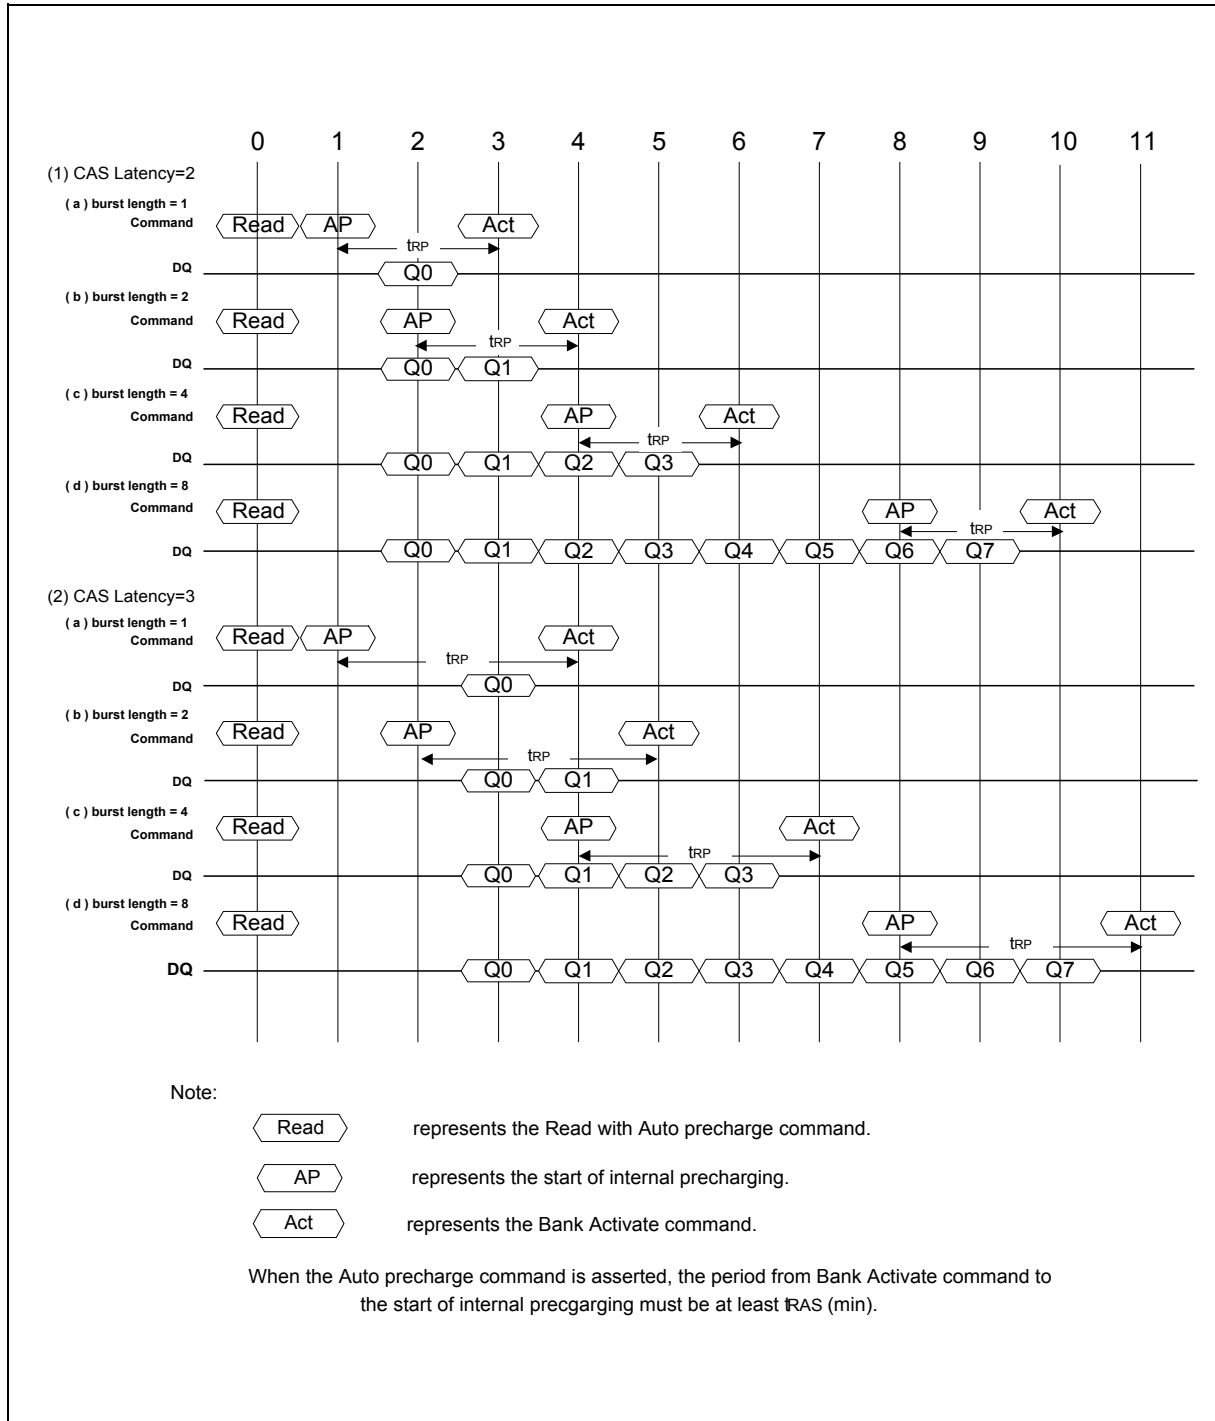 0 1 2 3 4 5 6 7 8 9 10 11
(1) CAS Latency=2
( a ) burst length = 1
Command Read AP Act
tRP
DQ Q0
( b ) burst length = 2
Command Read AP Act
tRP
DQ Q0 Q1
( c ) burst length = 4
Command Read AP Act
tRP
DQ Q0 Q1 Q2 Q3
( d ) burst length = 8
Command Read AP Act
tRP
DQ Q0 Q1 Q2 Q3 Q4 Q5 Q6 Q7
(2) CAS Latency=3
( a ) burst length = 1
Command Read AP Act
tRP
DQ Q0
( b ) burst length = 2
Command Read AP Act
tRP
DQ Q0 Q1
( c ) burst length = 4
Command Read AP Act
tRP
DQ Q0 Q1 Q2 Q3
( d ) burst length = 8
Command Read AP Act
tRP
DQ Q0 Q1 Q2 Q3 Q4 Q5 Q6 Q7
Note:
Read represents the Read with Auto precharge command.
AP represents the start of internal precharging.
Act represents the Bank Activate command.
When the Auto precharge command is asserted, the period from Bank Activate command to
the start of internal precgarging must be at least tRAS (min).